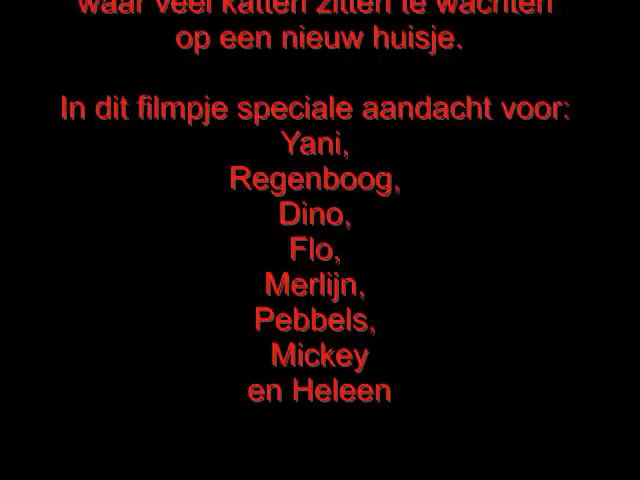 waar veel katten zitten te wachten
op een nieuw huisje.
In dit filmpje speciale aandacht voor:
Yani,
Regenboog,
Dino,
Flo,
Merlijn,
Pebbels,
Mickey
en Heleen